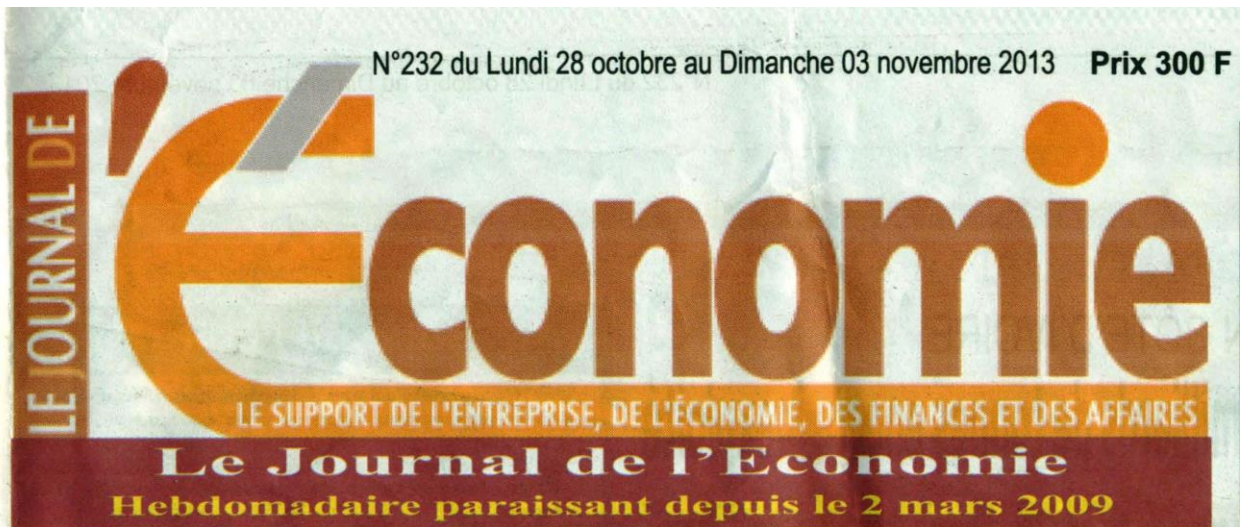 N°232 du Lundi 28 octobre au Dimanche 03 novembre 2013 Prix 300 F
LE JOURNAL DE
l'Économie
LE SUPPORT DE L'ENTREPRISE, DE L'ÉCONOMIE, DES FINANCES ET DES AFFAIRES
Le Journal de l'Economie
Hebdomadaire paraissant depuis le 2 mars 2009